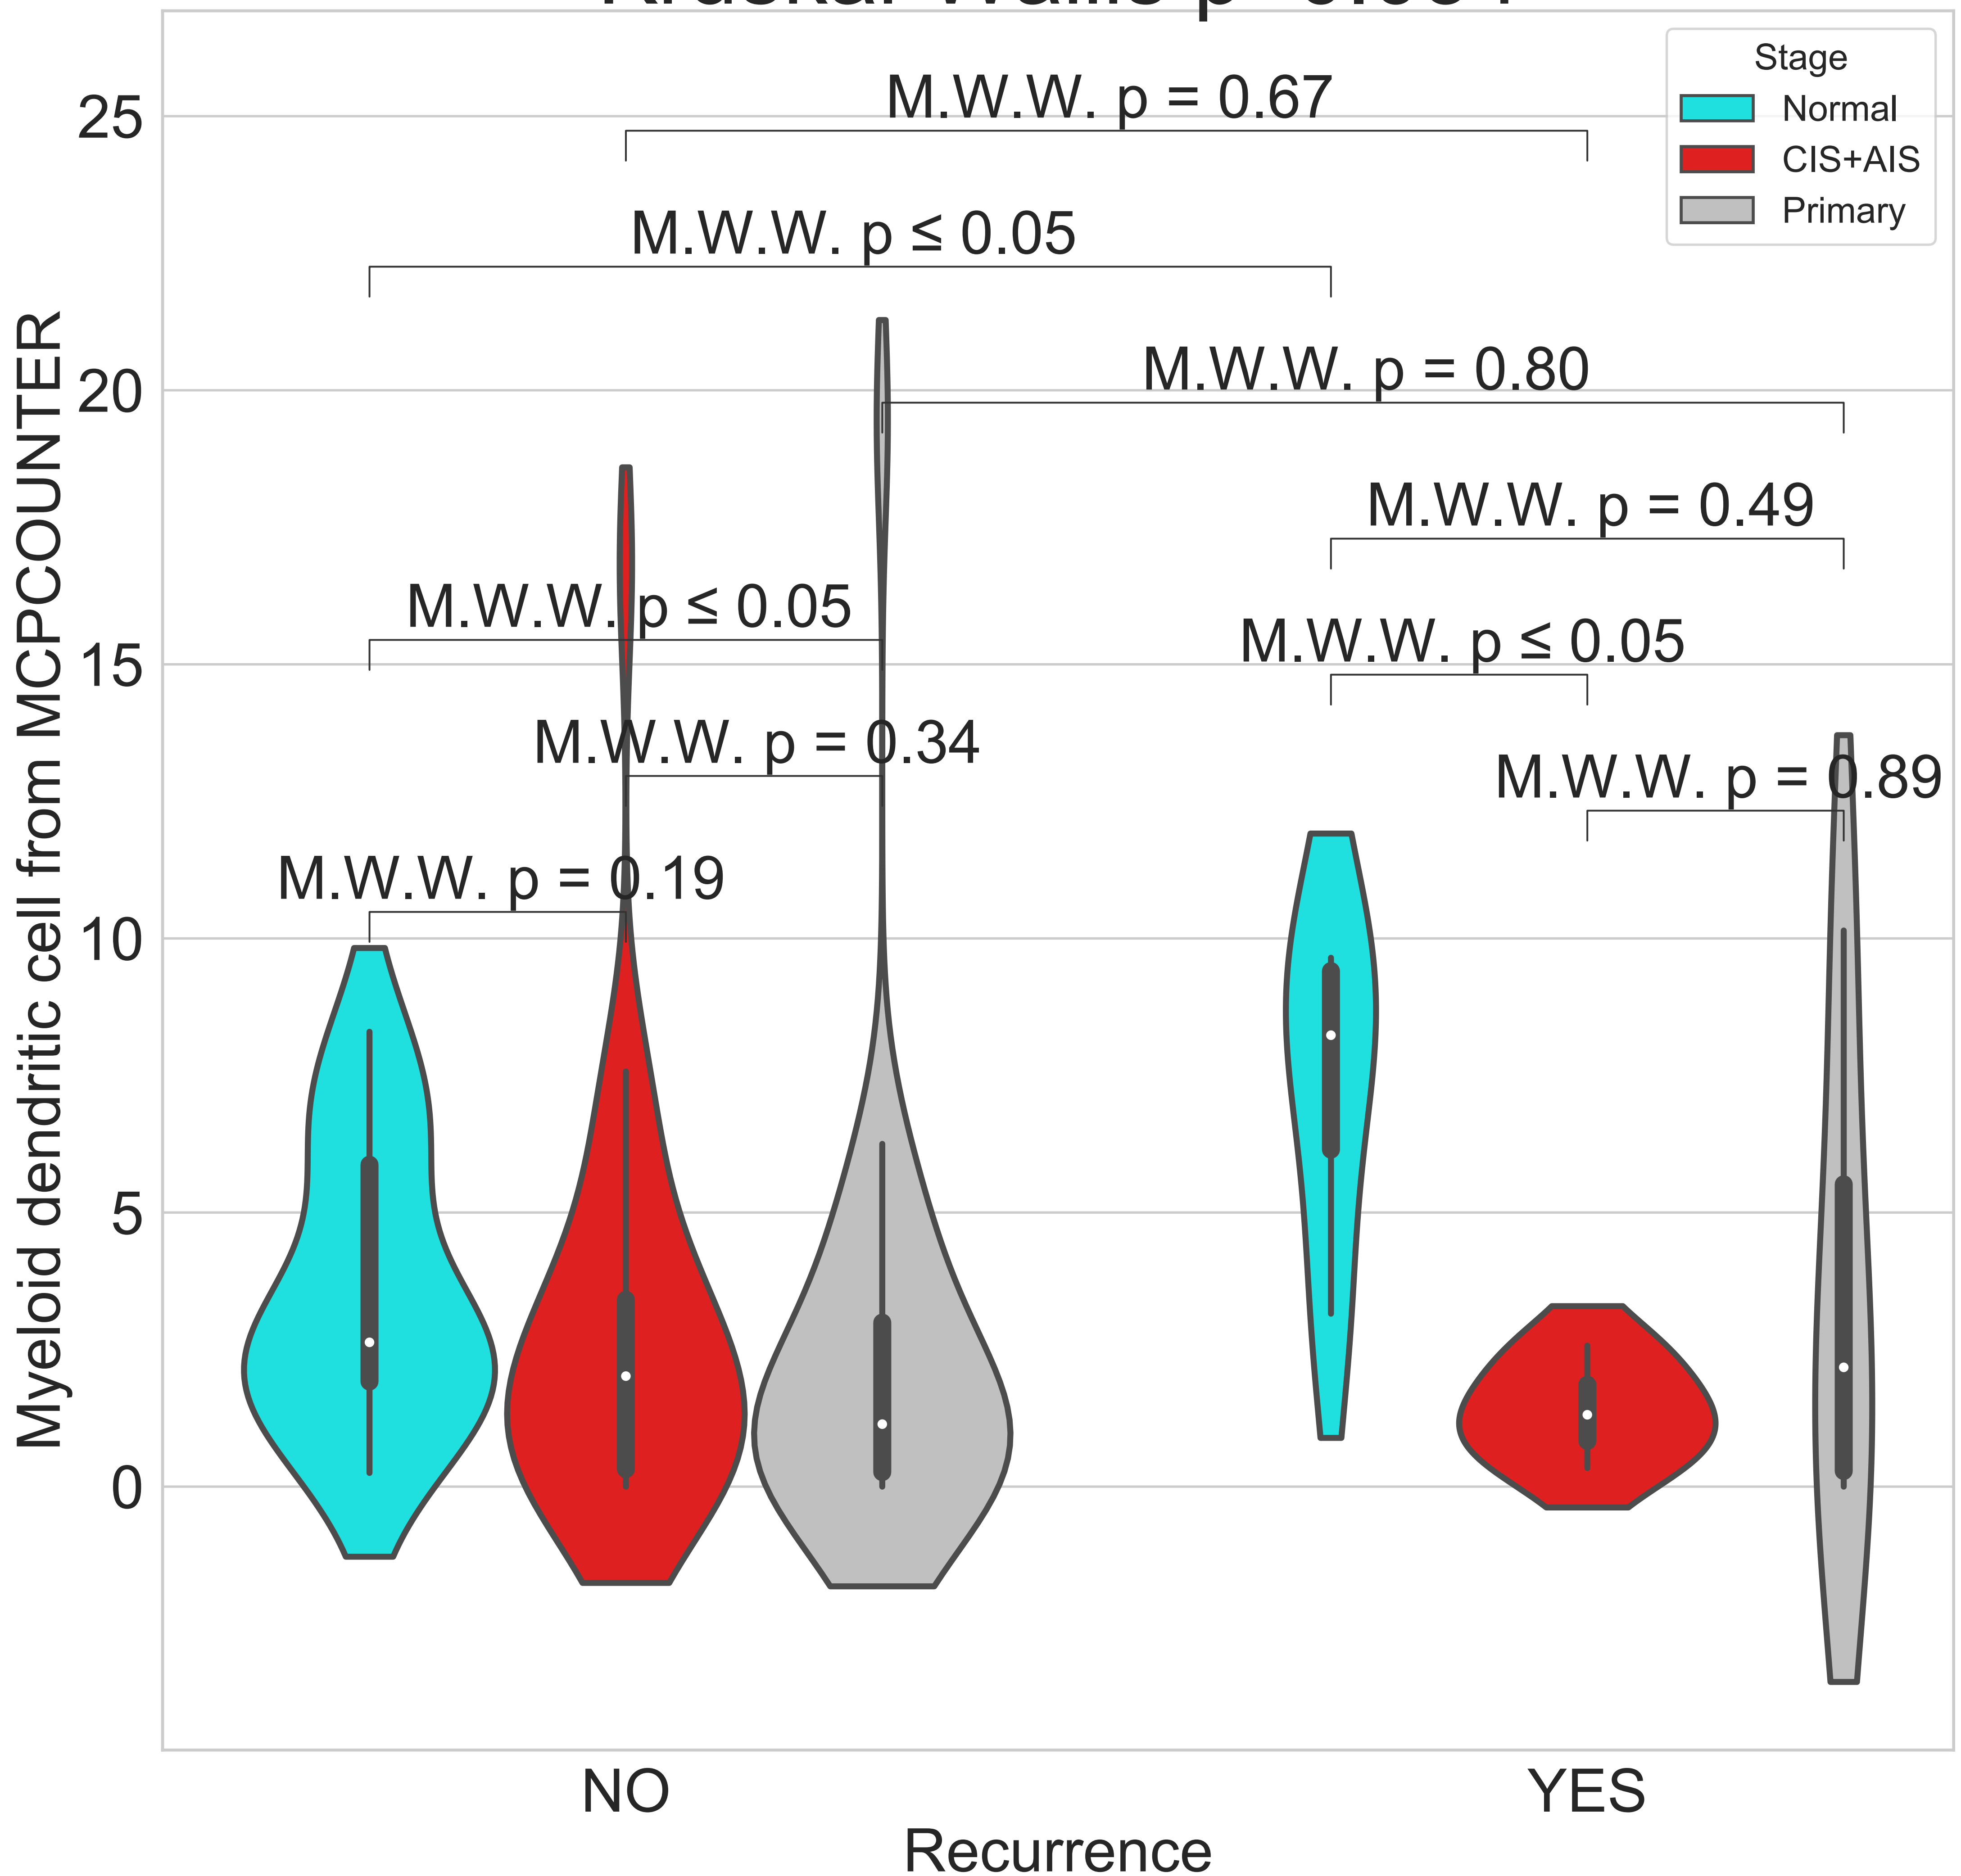 Stage
Normal
CIS+AIS
Primary
M.W.W. p = 0.67
M.W.W. p ≤ 0.05
M.W.W. p = 0.80
M.W.W. p = 0.49
M.W.W. p ≤ 0.05
M.W.W. p ≤ 0.05
M.W.W. p = 0.34
M.W.W. p = 0.89
M.W.W. p = 0.19
Myeloid dendritic cell from MCPCOUNTER
25
20
15
10
5
0
NO
YES
Recurrence